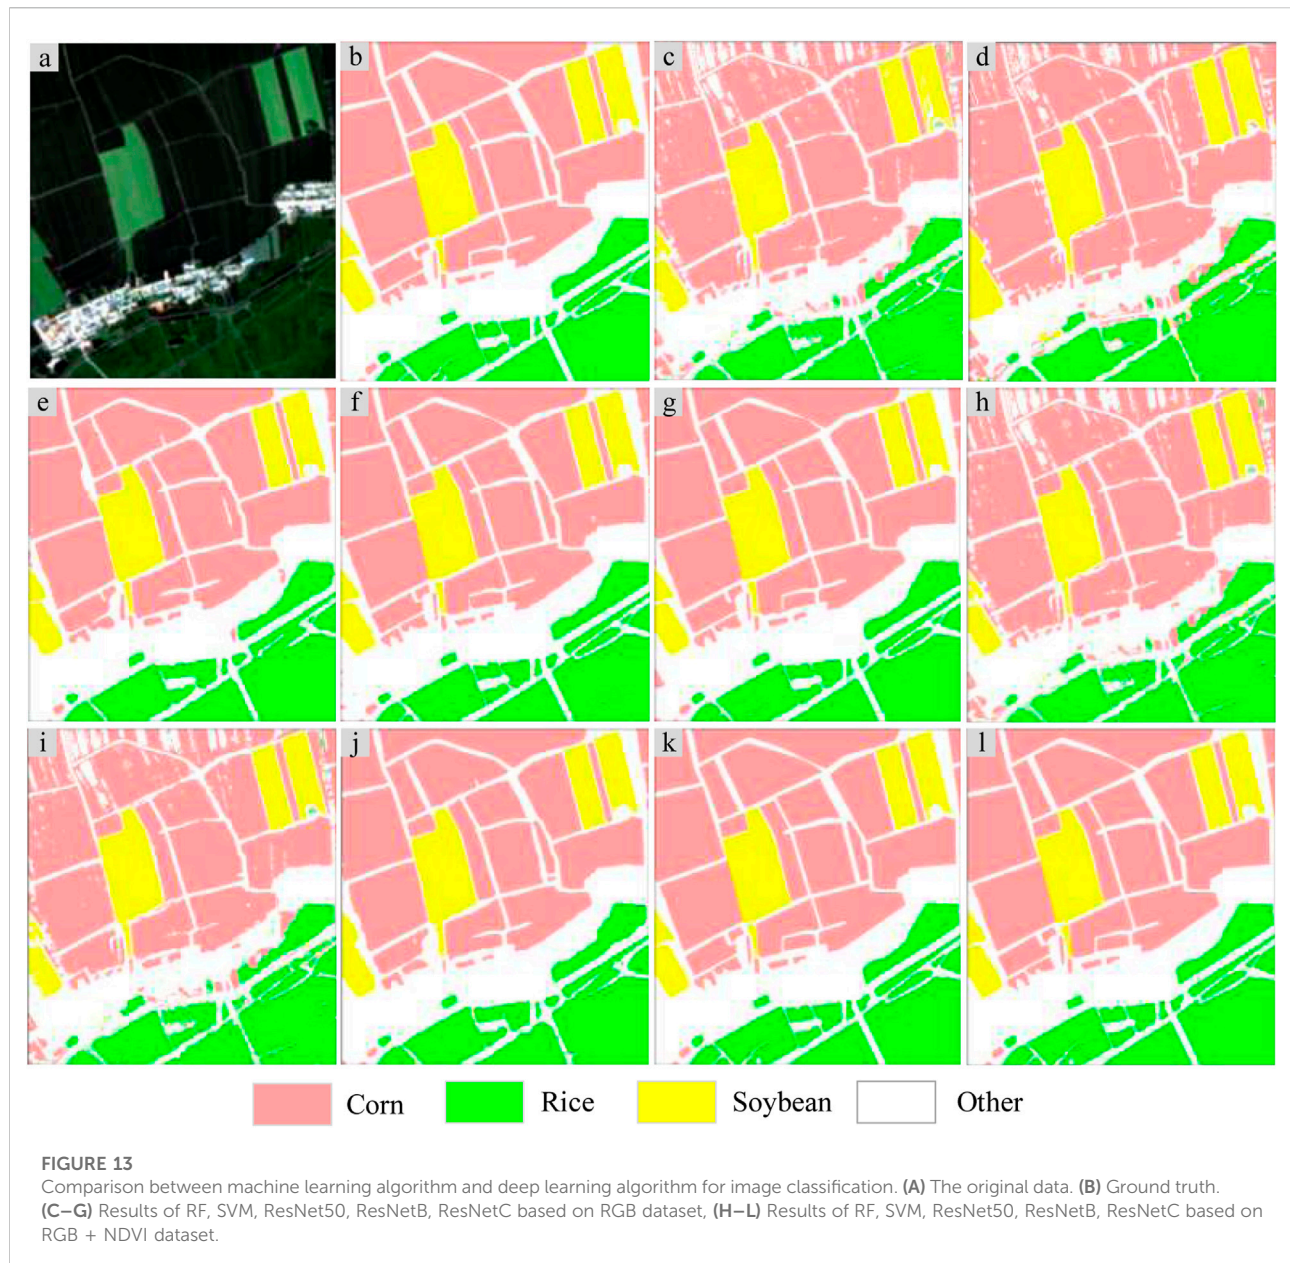 a
b
c
d
e
f
g
h
i
j
k
l
Corn
Rice
Soybean
Other
FIGURE 13
Comparison between machine learning algorithm and deep learning algorithm for image classification. (A) The original data. (B) Ground truth.
(C–G) Results of RF, SVM, ResNet50, ResNetB, ResNetC based on RGB dataset, (H–L) Results of RF, SVM, ResNet50, ResNetB, ResNetC based on
RGB + NDVI dataset.